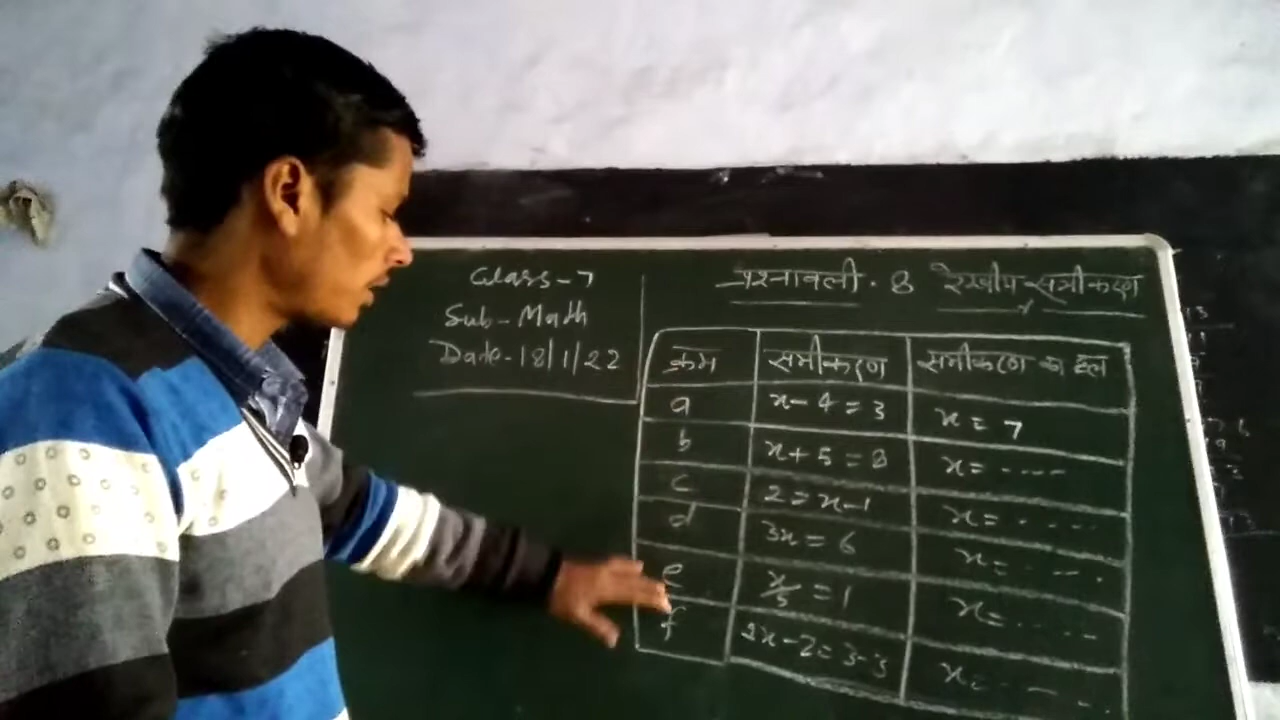 Class-7
Sub-Math
Date-18/1/22
प्रश्नावली.8 रेखीय समीकरण
क्रम समीकरण समीकरण का हल
a x-4=3 x=7
b x+5=8 x=----
c 2=x-1 x=.....
d 3x=6 x=.--.
e x/5=1 x=.....
f x=